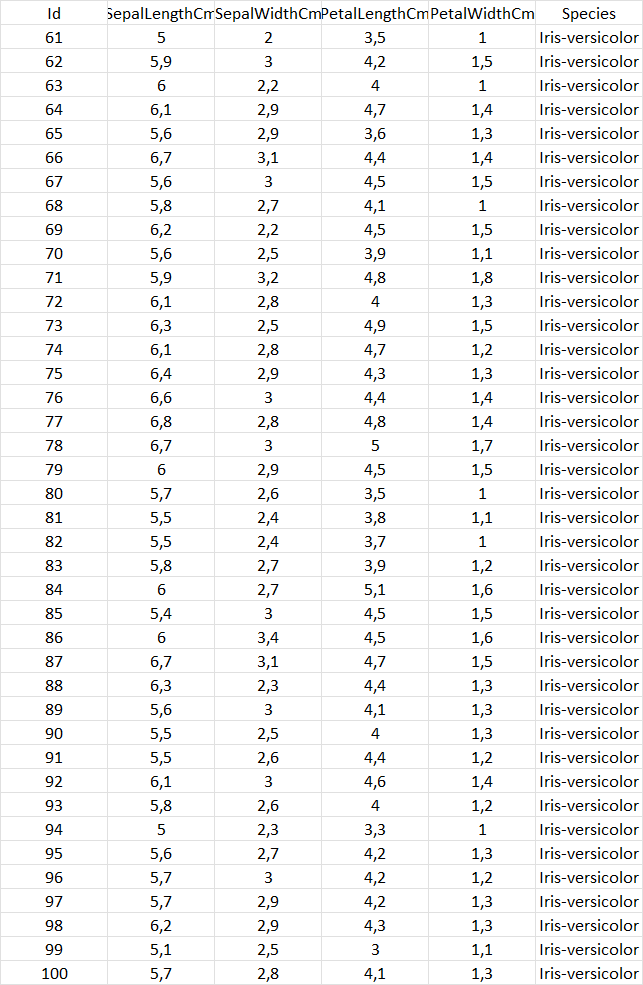 Id SepalLengthCm SepalWidthCm PetalLengthCm PetalWidthCm Species
61 5 2 3,5 1 Iris-versicolor
62 5,9 3 4,2 1,5 Iris-versicolor
63 6 2,2 4 1 Iris-versicolor
64 6,1 2,9 4,7 1,4 Iris-versicolor
65 5,6 2,9 3,6 1,3 Iris-versicolor
66 6,7 3,1 4,4 1,4 Iris-versicolor
67 5,6 3 4,5 1,5 Iris-versicolor
68 5,8 2,7 4,1 1 Iris-versicolor
69 6,2 2,2 4,5 1,5 Iris-versicolor
70 5,6 2,5 3,9 1,1 Iris-versicolor
71 5,9 3,2 4,8 1,8 Iris-versicolor
72 6,1 2,8 4 1,3 Iris-versicolor
73 6,3 2,5 4,9 1,5 Iris-versicolor
74 6,1 2,8 4,7 1,2 Iris-versicolor
75 6,4 2,9 4,3 1,3 Iris-versicolor
76 6,6 3 4,4 1,4 Iris-versicolor
77 6,8 2,8 4,8 1,4 Iris-versicolor
78 6,7 3 5 1,7 Iris-versicolor
79 6 2,9 4,5 1,5 Iris-versicolor
80 5,7 2,6 3,5 1 Iris-versicolor
81 5,5 2,4 3,8 1,1 Iris-versicolor
82 5,5 2,4 3,7 1 Iris-versicolor
83 5,8 2,7 3,9 1,2 Iris-versicolor
84 6 2,7 5,1 1,6 Iris-versicolor
85 5,4 3 4,5 1,5 Iris-versicolor
86 6 3,4 4,5 1,6 Iris-versicolor
87 6,7 3,1 4,7 1,5 Iris-versicolor
88 6,3 2,3 4,4 1,3 Iris-versicolor
89 5,6 3 4,1 1,3 Iris-versicolor
90 5,5 2,5 4 1,3 Iris-versicolor
91 5,5 2,6 4,4 1,2 Iris-versicolor
92 6,1 3 4,6 1,4 Iris-versicolor
93 5,8 2,6 4 1,2 Iris-versicolor
94 5 2,3 3,3 1 Iris-versicolor
95 5,6 2,7 4,2 1,3 Iris-versicolor
96 5,7 3 4,2 1,2 Iris-versicolor
97 5,7 2,9 4,2 1,3 Iris-versicolor
98 6,2 2,9 4,3 1,3 Iris-versicolor
99 5,1 2,5 3 1,1 Iris-versicolor
100 5,7 2,8 4,1 1,3 Iris-versicolor